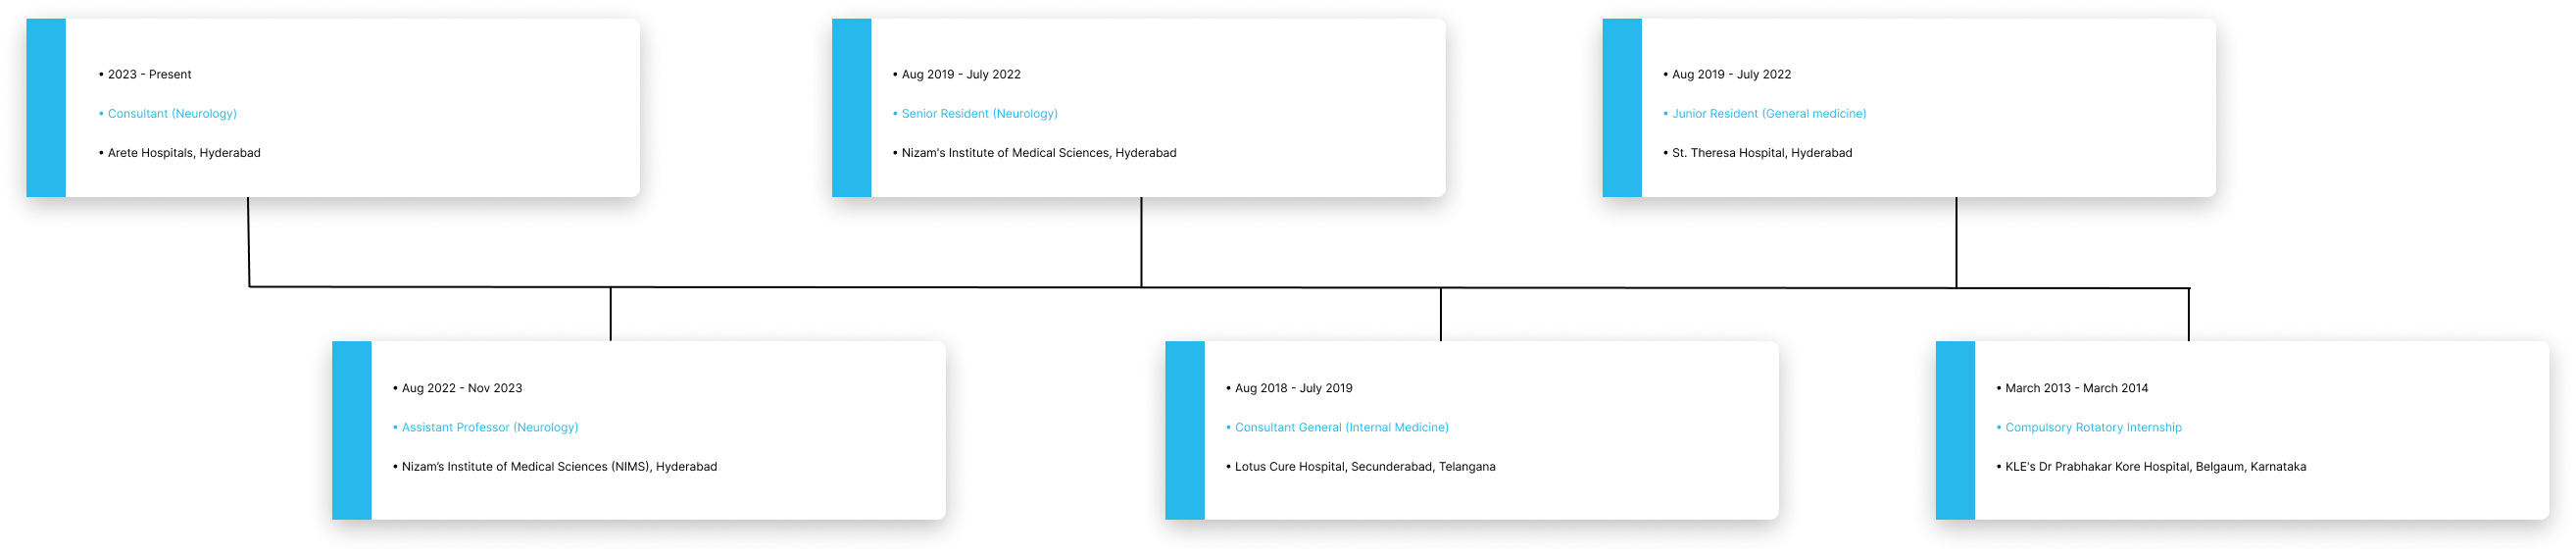 • 2023 - Present
• Consultant (Neurology)
• Arete Hospitals, Hyderabad
• Aug 2019 - July 2022
• Senior Resident (Neurology)
• Nizam's Institute of Medical Sciences, Hyderabad
• Aug 2019 - July 2022
• Junior Resident (General medicine)
• St. Theresa Hospital, Hyderabad
• Aug 2022 - Nov 2023
• Assistant Professor (Neurology)
• Nizam’s Institute of Medical Sciences (NIMS), Hyderabad
• Aug 2018 - July 2019
• Consultant General (Internal Medicine)
• Lotus Cure Hospital, Secunderabad, Telangana
• March 2013 - March 2014
• Compulsory Rotatory Internship
• KLE's Dr Prabhakar Kore Hospital, Belgaum, Karnataka